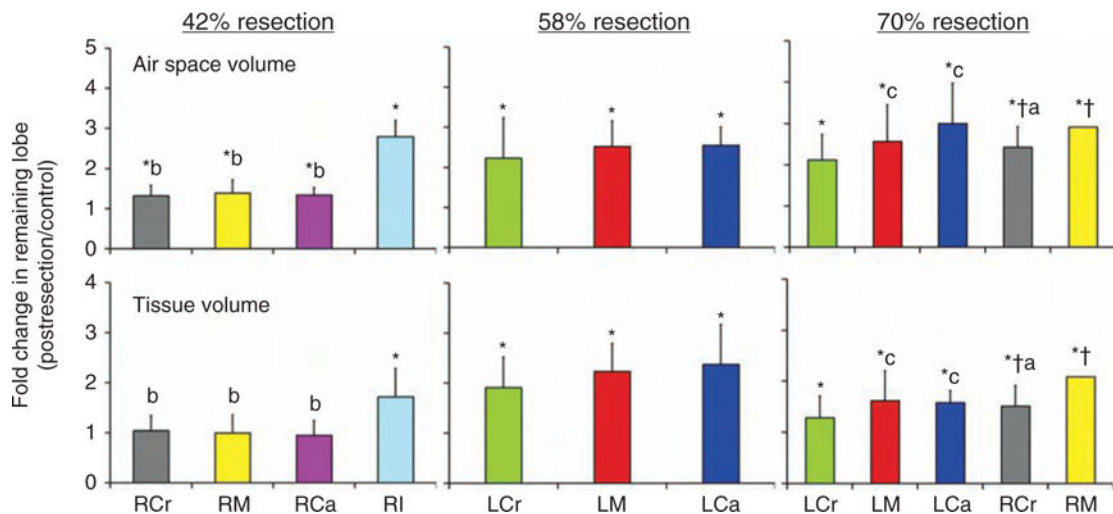 42% resection 58% resection 70% resection
Fold change in remaining lobe
(postresection/control)
5
4
3
2
1
0
Air space volume
*b *b *b *
* * *
* *c *c *†a *†
4
3
2
1
0
Tissue volume
b b b *
* * *
* *c *c *†a *†
RCr RM RCa RI LCr LM LCa LCr LM LCa RCr RM